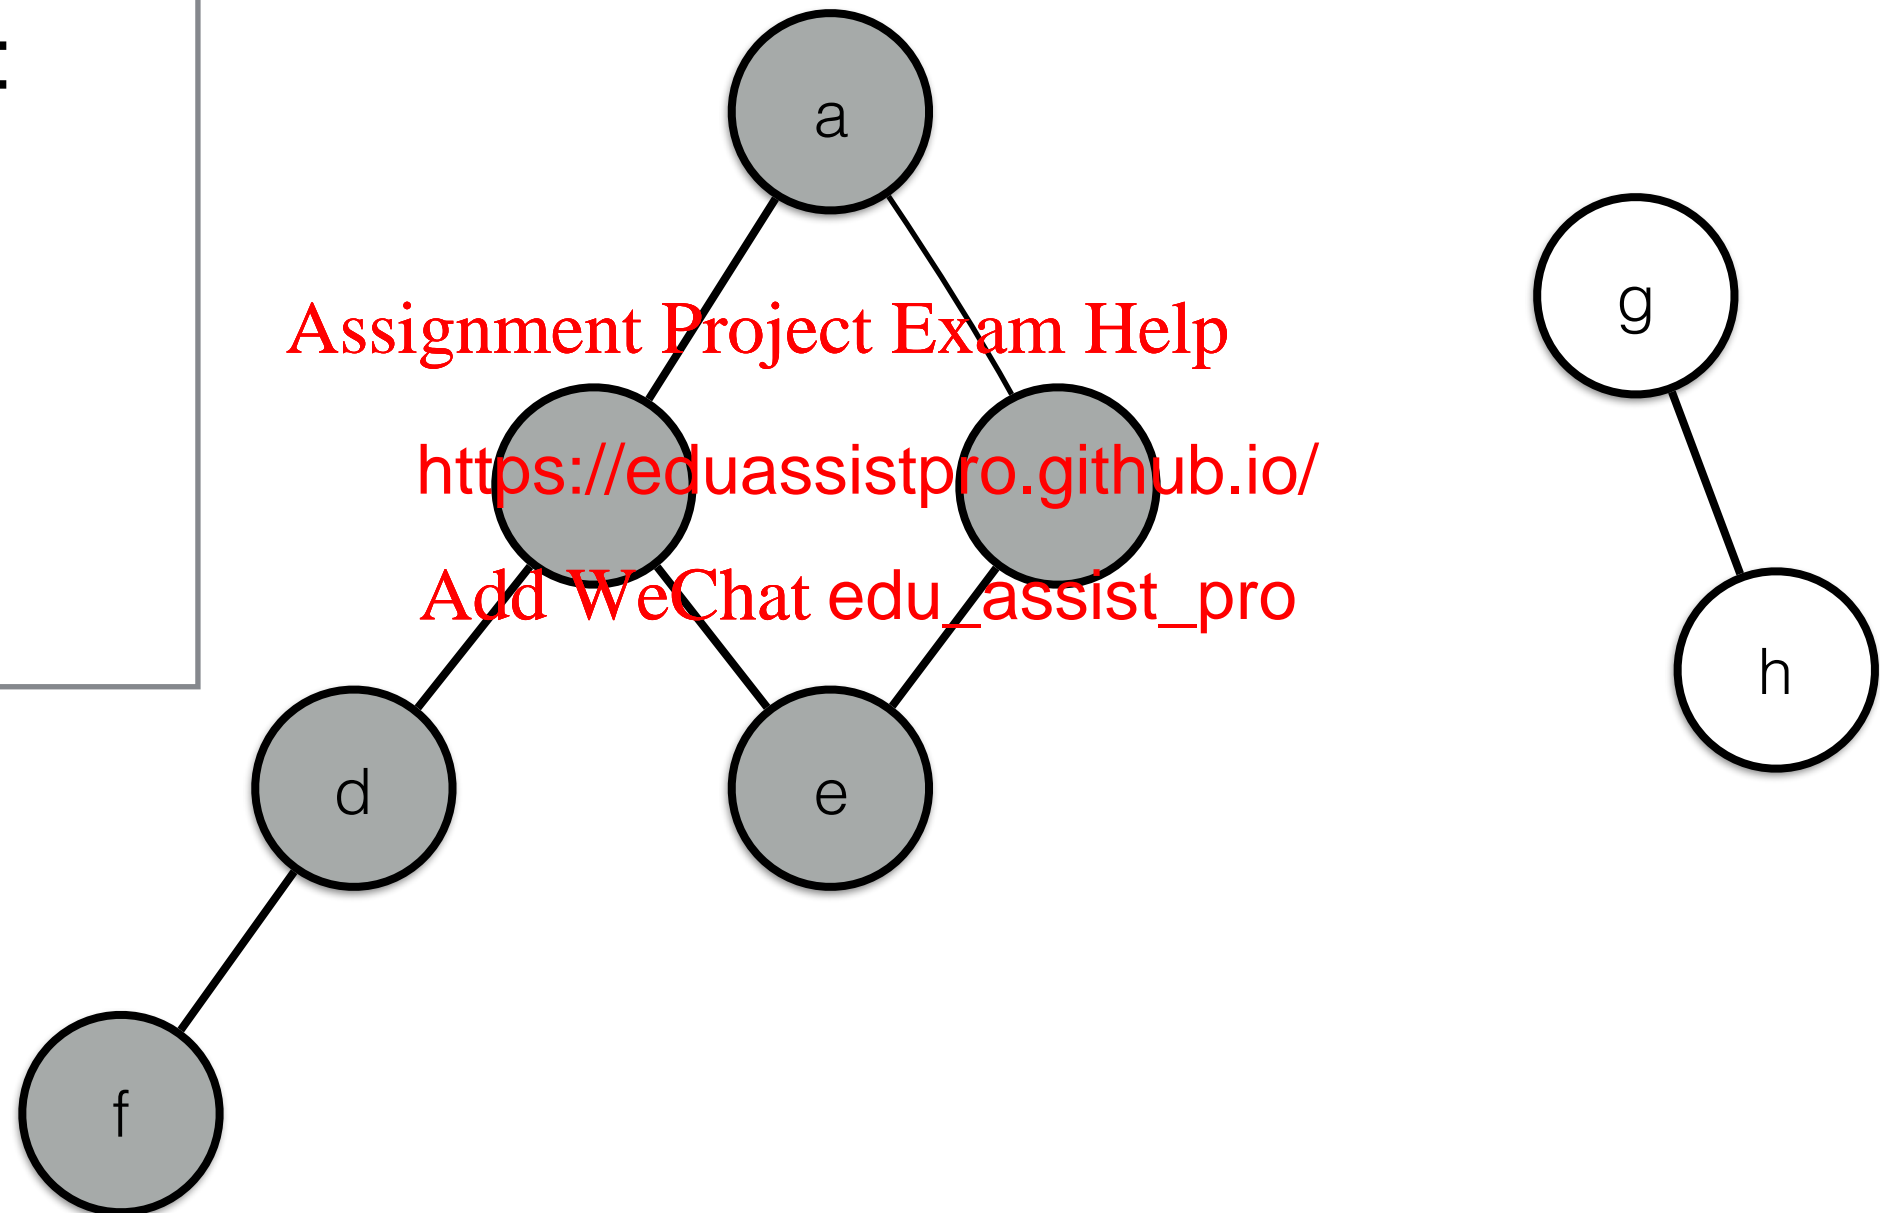 :
a
g
Assignment Project Exam Help
https://eduassistpro.github.io/
Add WeChat edu_assist_pro
h
d
e
f